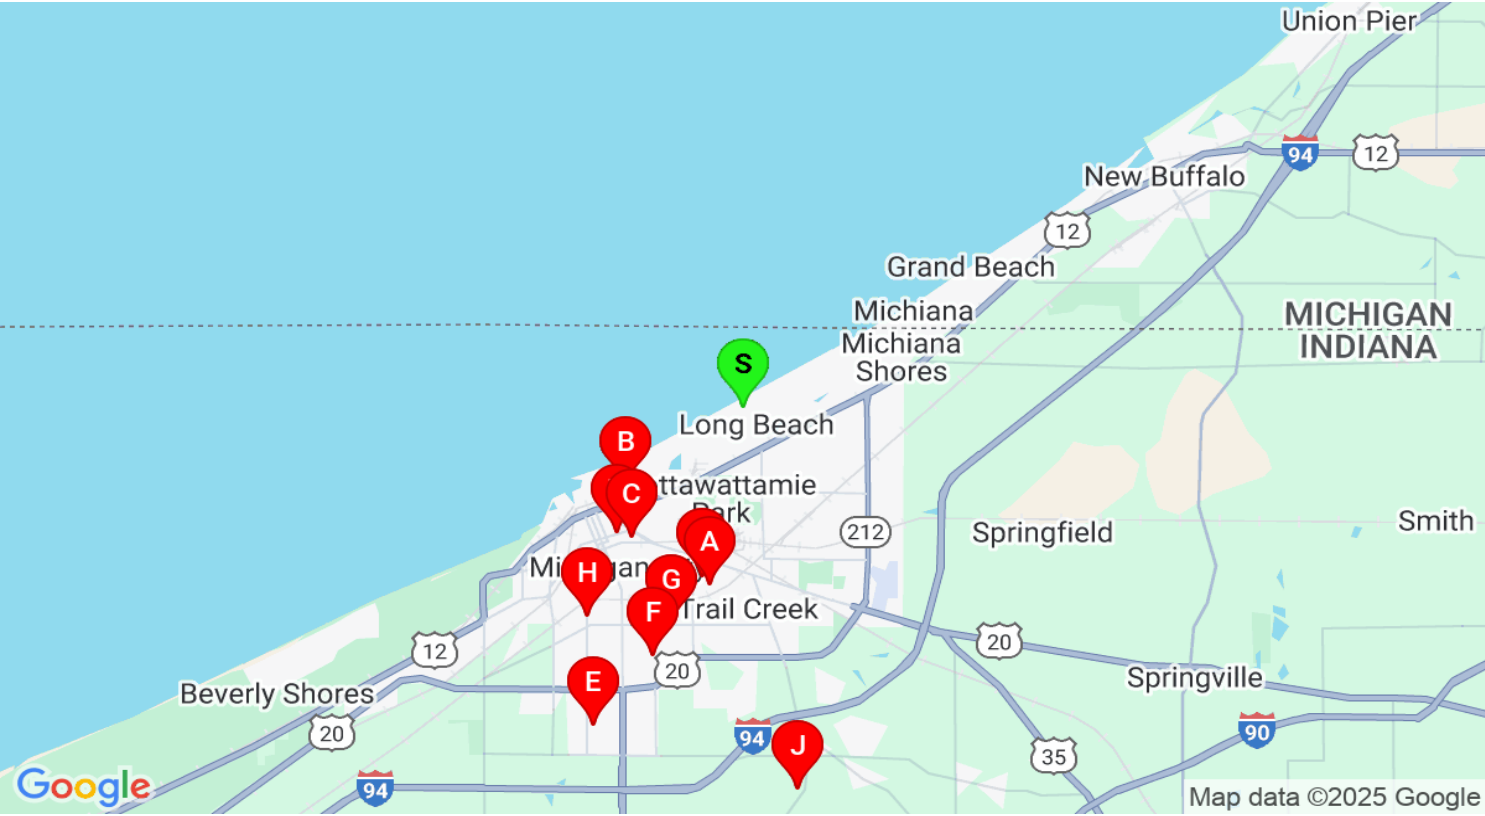 Union Pier
94
12
New Buffalo
12
Grand Beach
Michiana
MICHIGAN
INDIANA
Michiana
Shores
S
Long Beach
B
C
ttawattamie
Park
A
212
Springfield
Smith
H
G
Trail Creek
F
12
20
20
E
Springville
Beverly Shores
20
94
J
90
35
Google
94
Map data ©2025 Google